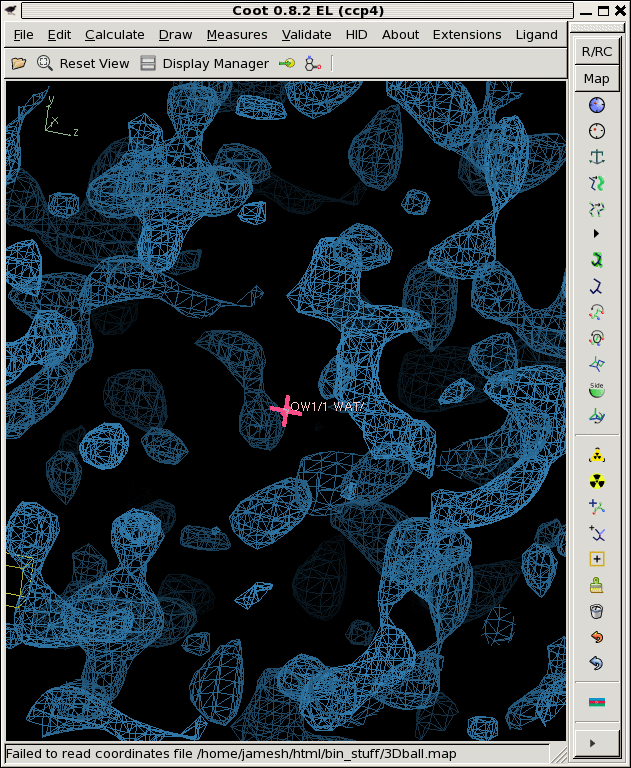 Coot 0.8.2 EL (ccp4)
File Edit Calculate Draw Measures Validate HID About Extensions Ligand
Reset View Display Manager
R/RC
Map
y
x
z
OW1/1 WAT/
Side
Failed to read coordinates file /home/jamesh/html/bin_stuff/3Dball.map